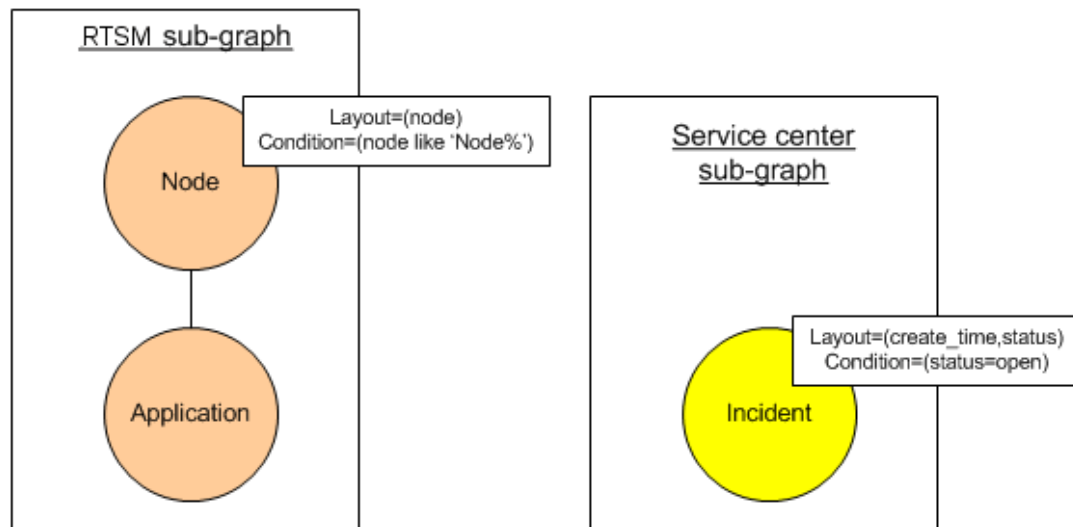 RTSM sub-graph
Layout=(node)
Condition=(node like ‘Node%’)
Node
Application
Service center
sub-graph
Layout=(create_time,status)
Condition=(status=open)
Incident